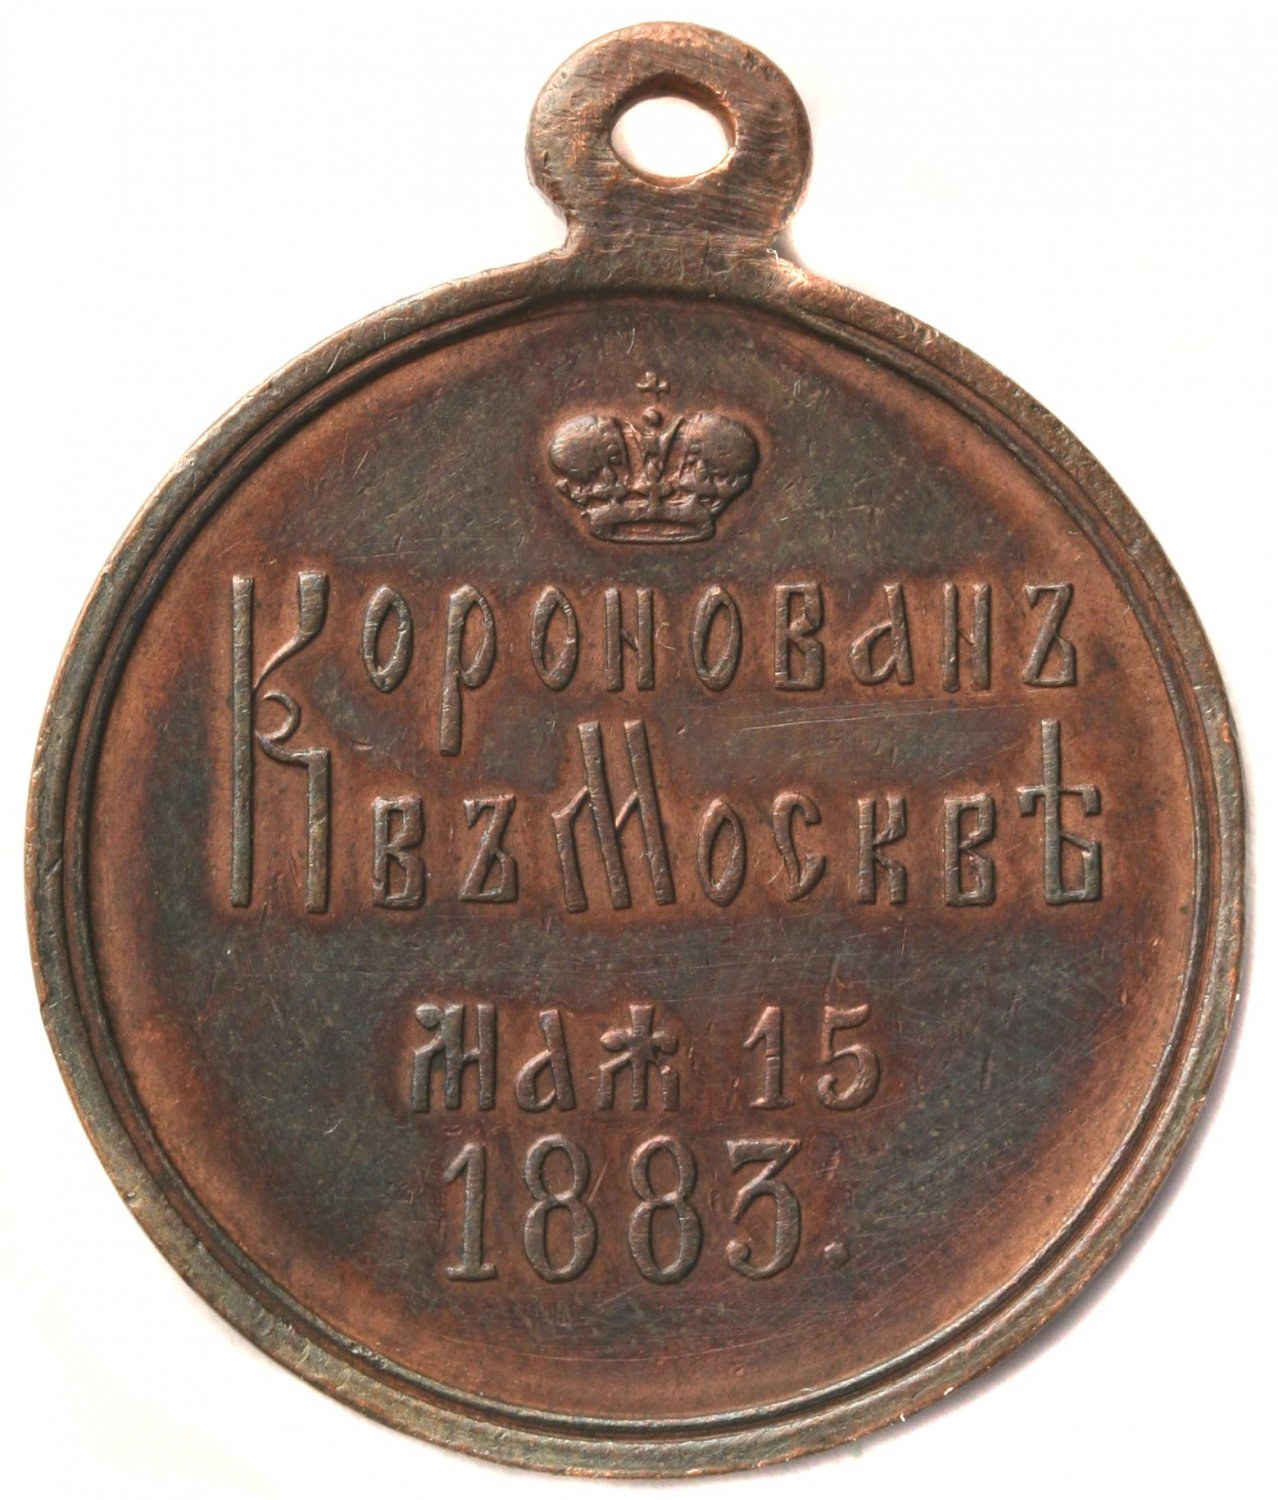 Коронованъ
въ Москвѣ
мая 15
1883.